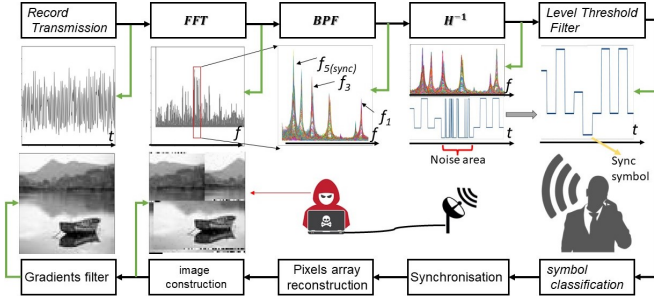 Record
Transmission
FFT
BPF
H⁻¹
Level Threshold
Filter
f5(sync)
f3
f1
t
f
f
f
t
t
Noise area
Sync
symbol
Gradients filter
image
construction
Pixels array
reconstruction
Synchronisation
symbol
classification